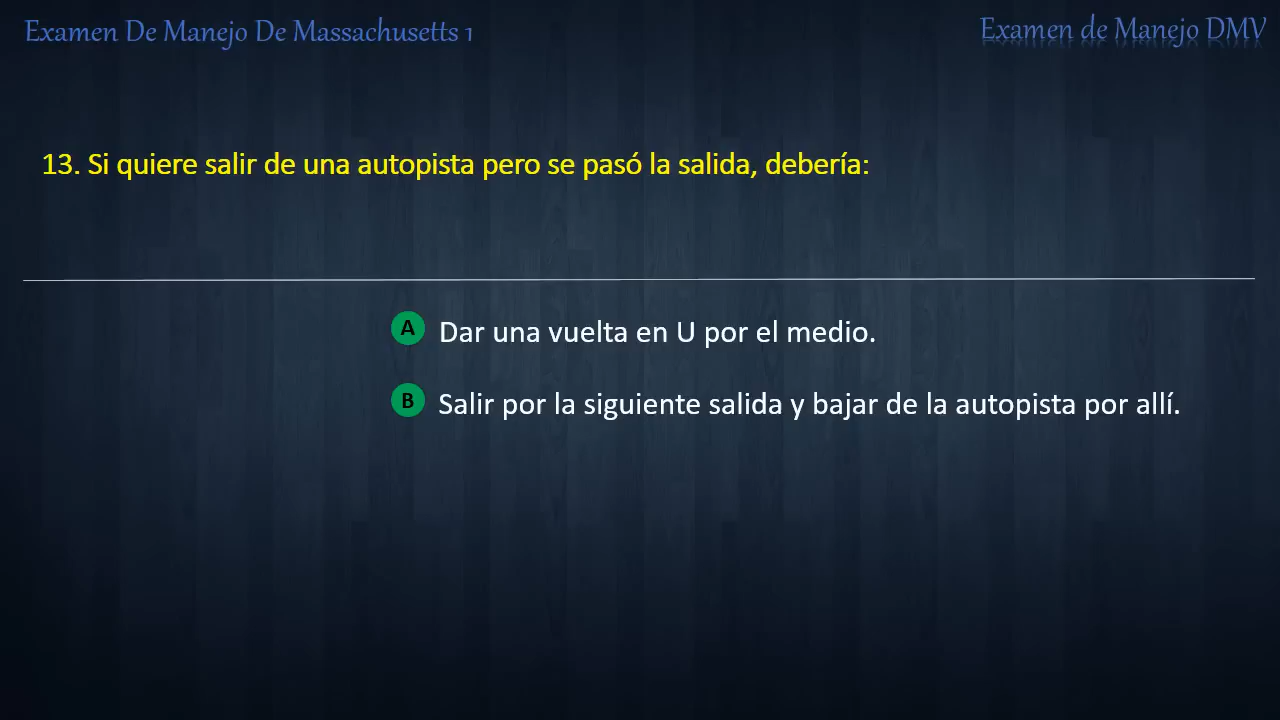 Examen De Manejo De Massachusetts 1
Examen de Manejo DMV
13. Si quiere salir de una autopista pero se pasó la salida, debería:
A Dar una vuelta en U por el medio.
B Salir por la siguiente salida y bajar de la autopista por allí.